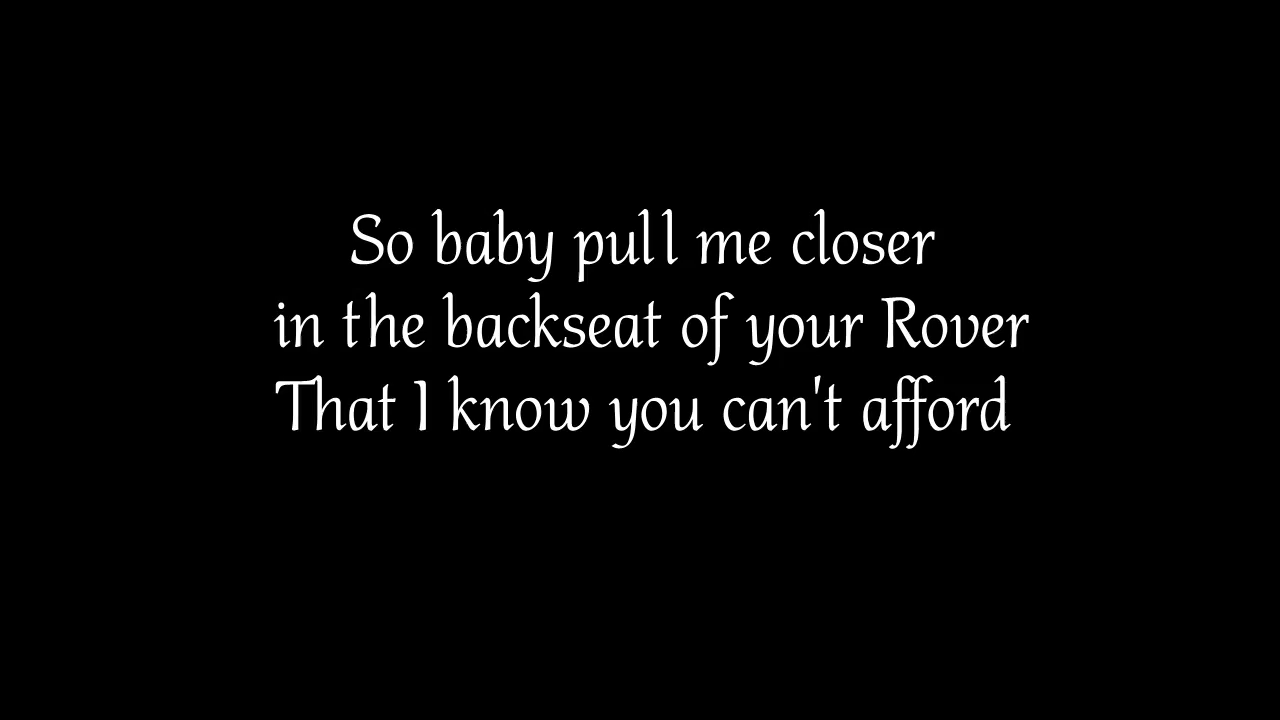 So baby pull me closer
in the backseat of your Rover
That I know you can't afford